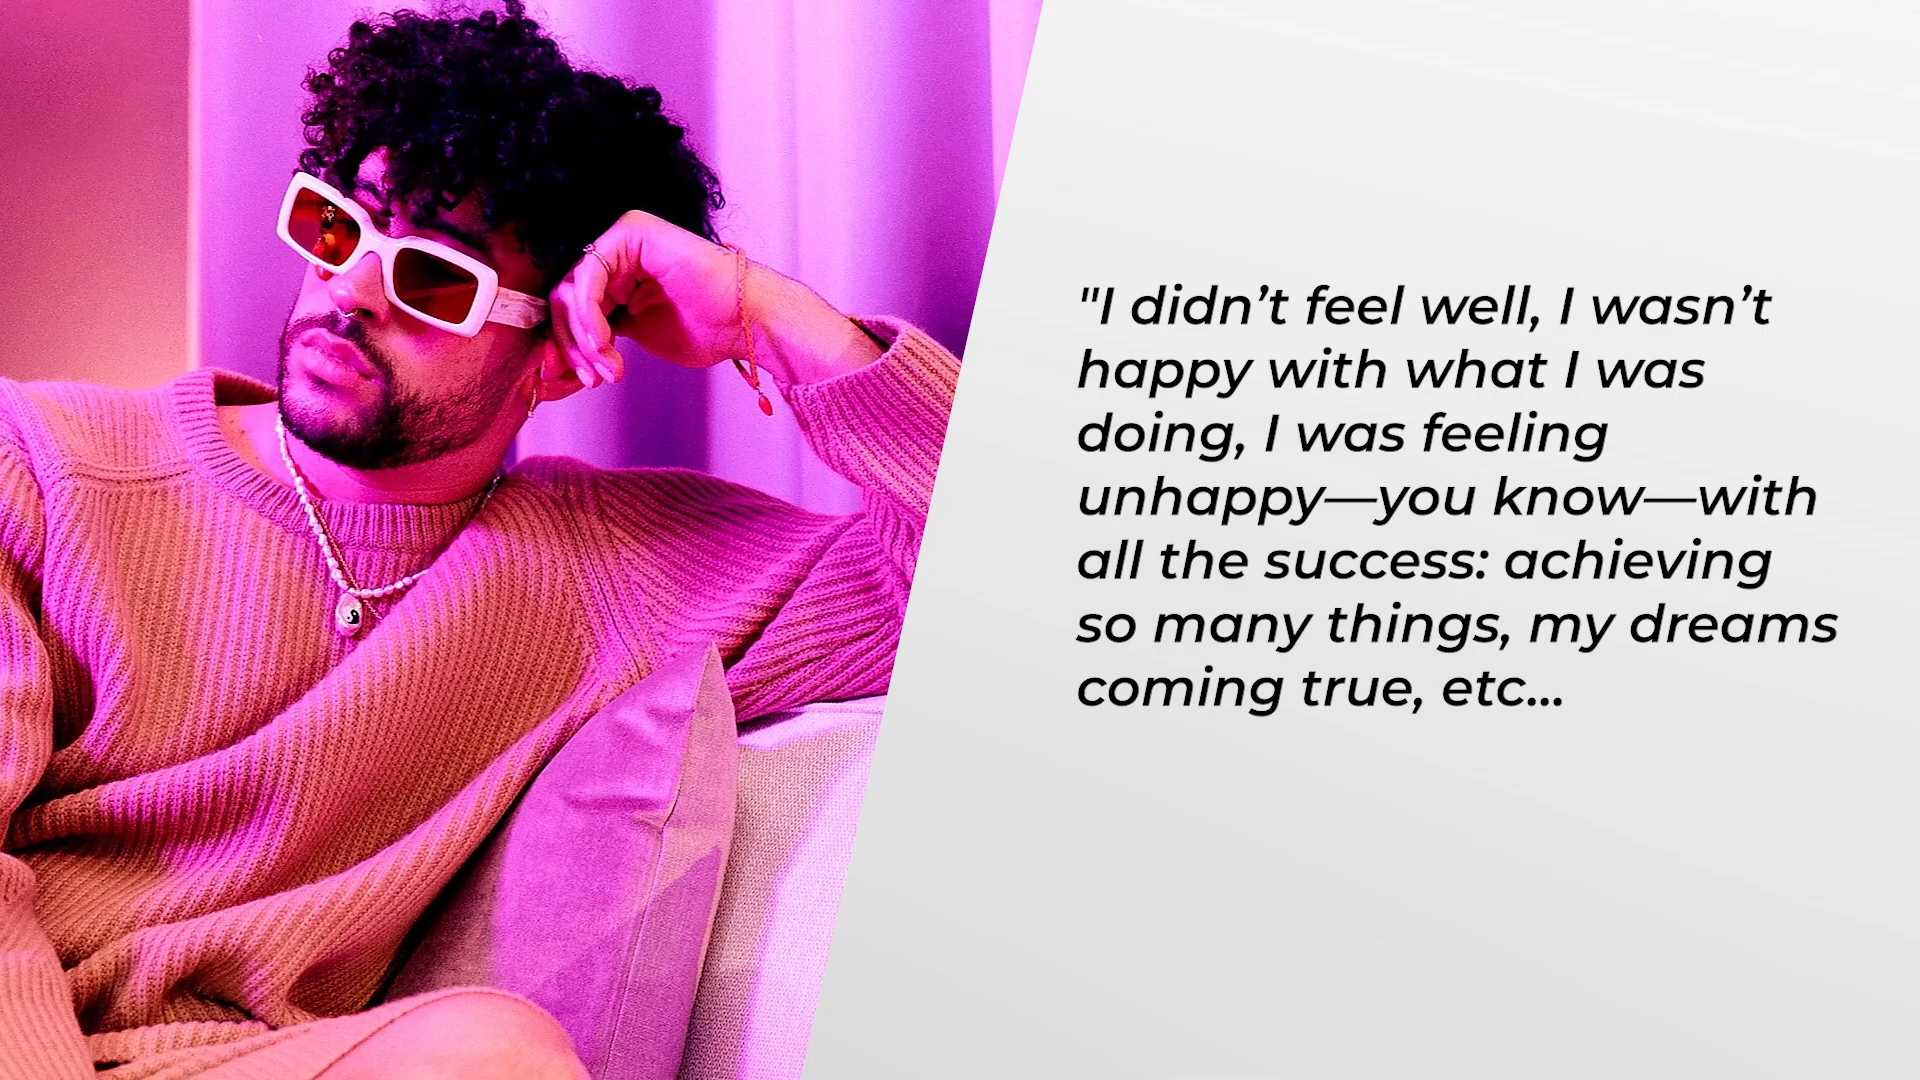 "I didn’t feel well, I wasn’t
happy with what I was
doing, I was feeling
unhappy—you know—with
all the success: achieving
so many things, my dreams
coming true, etc...